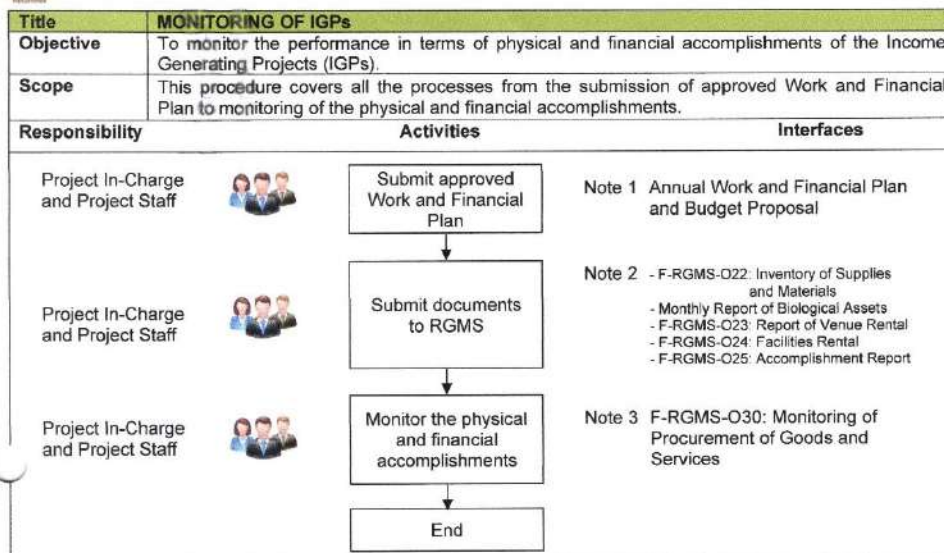 Title MONITORING OF IGPs
Objective To monitor the performance in terms of physical and financial accomplishments of the Income
Generating Projects (IGPs).
Scope This procedure covers all the processes from the submission of approved Work and Financial
Plan to monitoring of the physical and financial accomplishments.
Responsibility Activities Interfaces
Project In-Charge
and Project Staff
Submit approved
Work and Financial
Plan
Note 1 Annual Work and Financial Plan
and Budget Proposal
Project In-Charge
and Project Staff
Submit documents
to RGMS
Note 2 - F-RGMS-O22: Inventory of Supplies
and Materials
- Monthly Report of Biological Assets
- F-RGMS-O23: Report of Venue Rental
- F-RGMS-O24: Facilities Rental
- F-RGMS-O25: Accomplishment Report
Project In-Charge
and Project Staff
Monitor the physical
and financial
accomplishments
Note 3 F-RGMS-O30: Monitoring of
Procurement of Goods and
Services
End